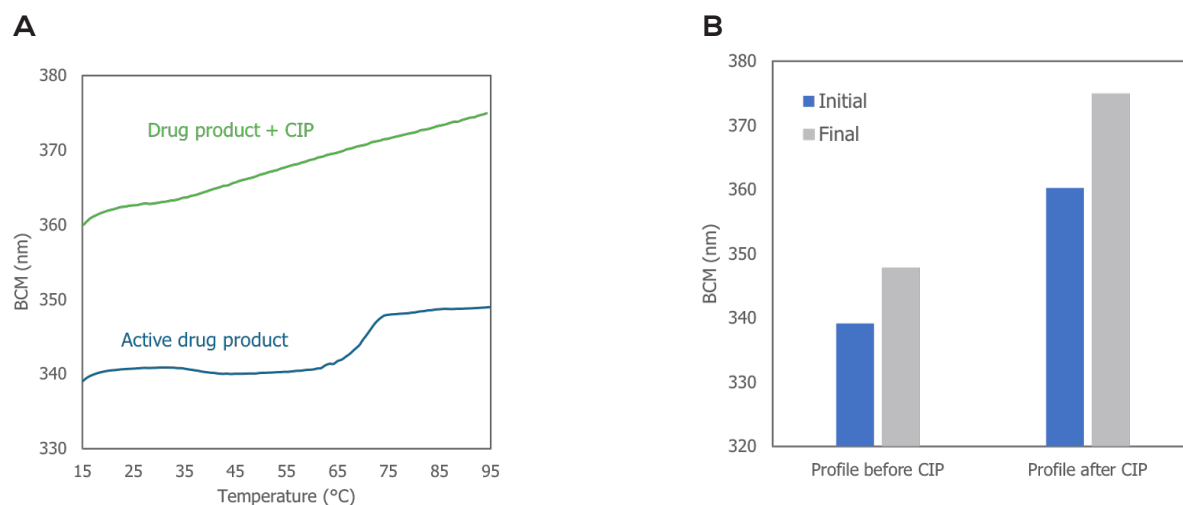 A
380
370
360
350
340
330
BCM (nm)
Drug product + CIP
Active drug product
15 25 35 45 55 65 75 85 95
Temperature (°C)
B
380
370
360
350
340
330
320
BCM (nm)
Initial
Final
Profile before CIP
Profile after CIP